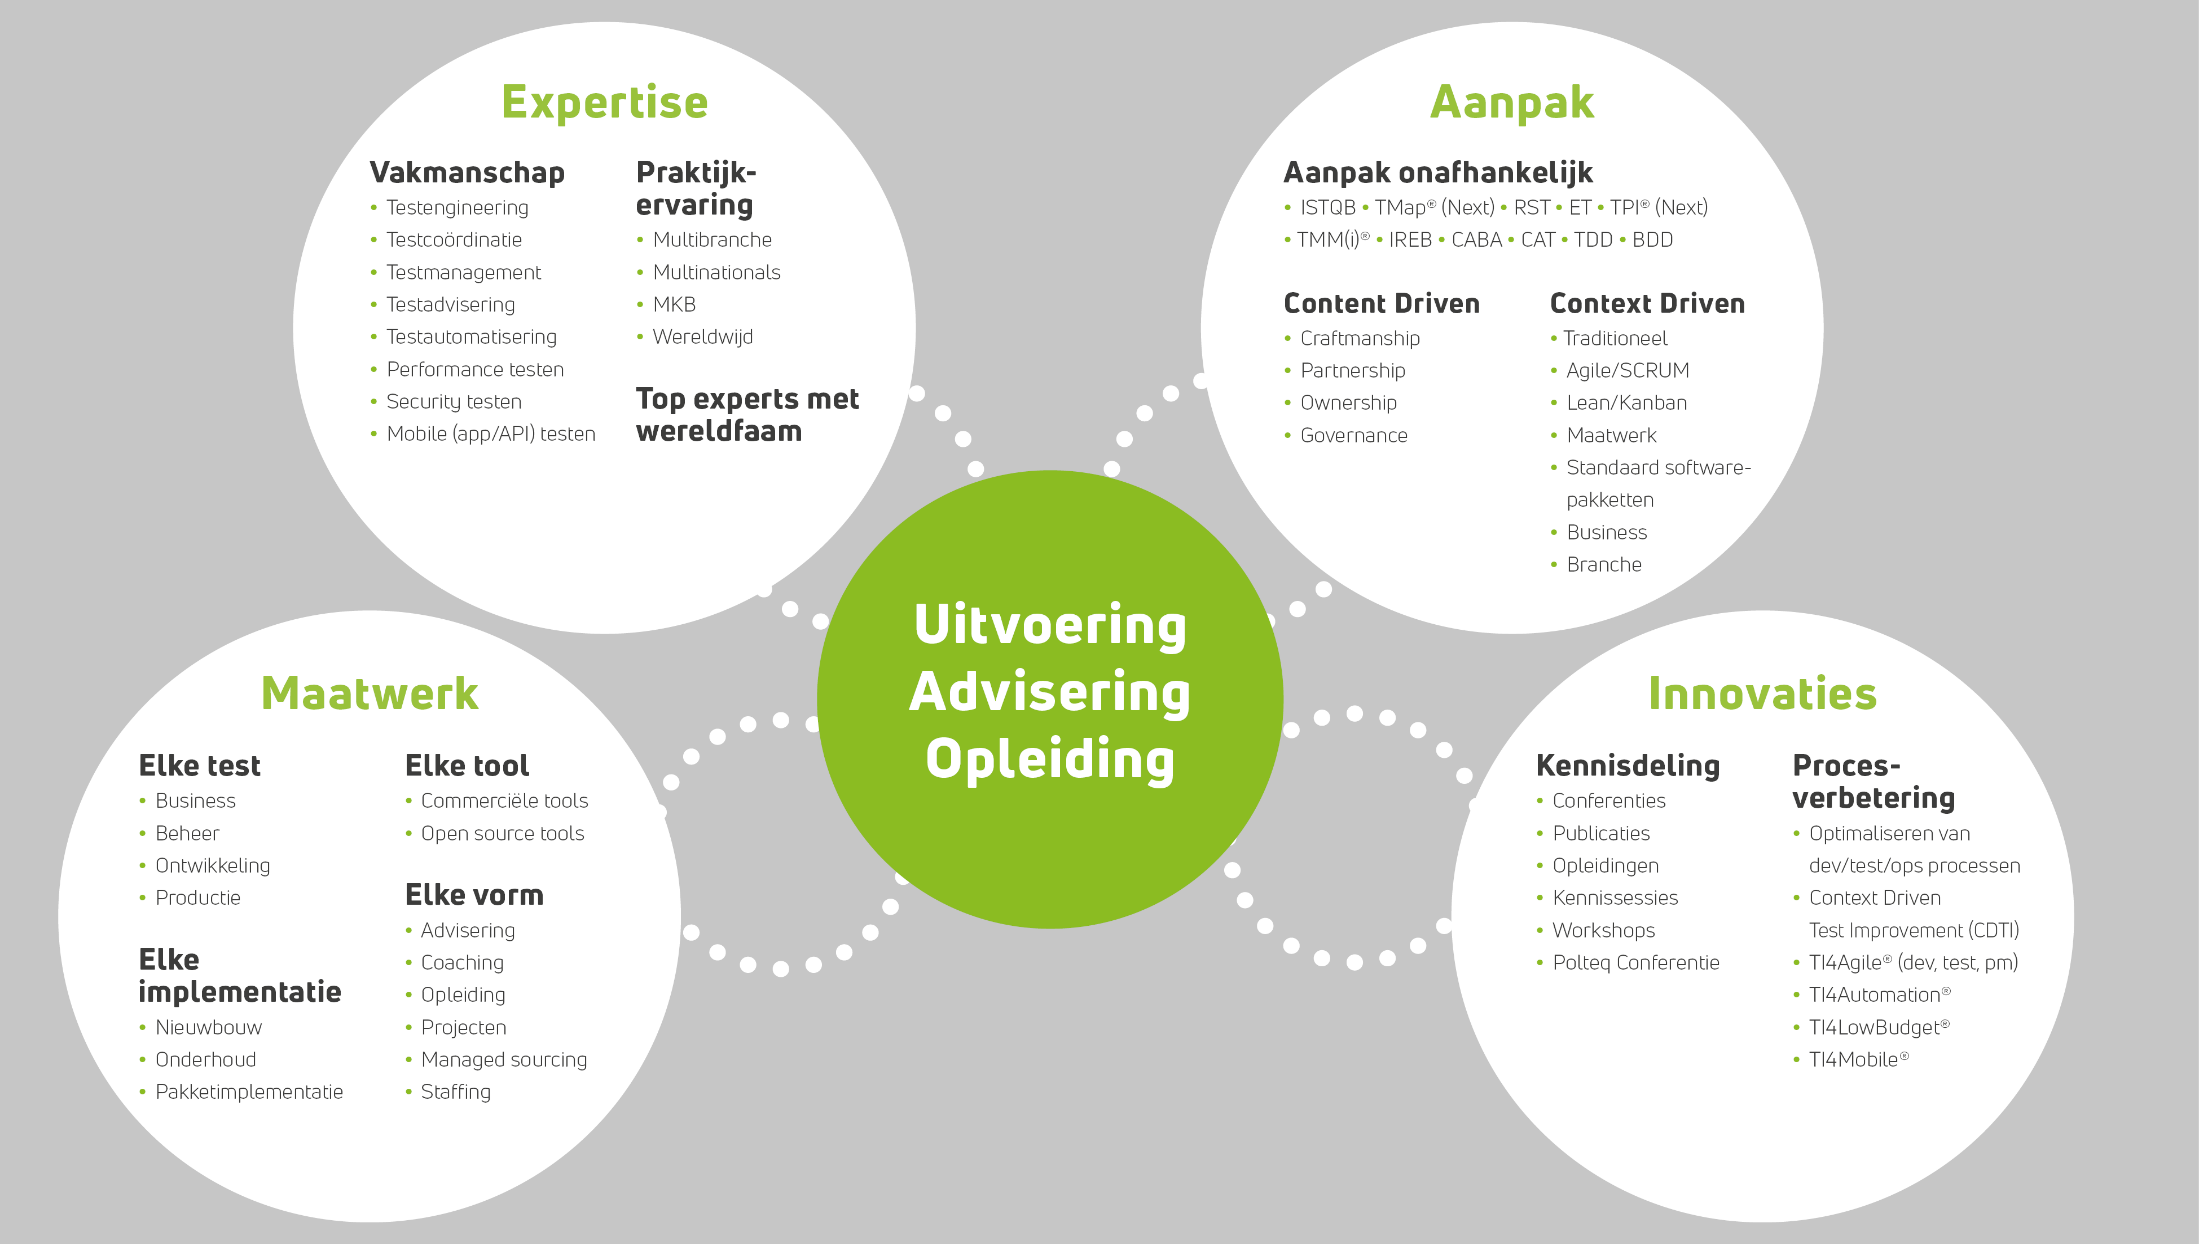 Expertise
Vakmanschap
• Testengineering
• Testcoördinatie
• Testmanagement
• Testadvisering
• Testautomatisering
• Performance testen
• Security testen
• Mobile (app/API) testen
Praktijk-
ervaring
• Multibranche
• Multinationals
• MKB
• Wereldwijd
Top experts met
wereldfaam
Aanpak
Aanpak onafhankelijk
• ISTQB • TMap® (Next) • RST • ET • TPI® (Next)
• TMM(i)® • IREB • CABA • CAT • TDD • BDD
Content Driven
• Craftmanship
• Partnership
• Ownership
• Governance
Context Driven
• Traditioneel
• Agile/SCRUM
• Lean/Kanban
• Maatwerk
• Standaard software-
pakketten
• Business
• Branche
Uitvoering
Advisering
Opleiding
Maatwerk
Elke test
• Business
• Beheer
• Ontwikkeling
• Productie
Elke
implementatie
• Nieuwbouw
• Onderhoud
• Pakketimplementatie
Elke tool
• Commerciële tools
• Open source tools
Elke vorm
• Advisering
• Coaching
• Opleiding
• Projecten
• Managed sourcing
• Staffing
Innovaties
Kennisdeling
• Conferenties
• Publicaties
• Opleidingen
• Kennissessies
• Workshops
• Polteq Conferentie
Proces-
verbetering
• Optimaliseren van
dev/test/ops processen
• Context Driven
Test Improvement (CDTI)
• TI4Agile® (dev, test, pm)
• TI4Automation®
• TI4LowBudget®
• TI4Mobile®